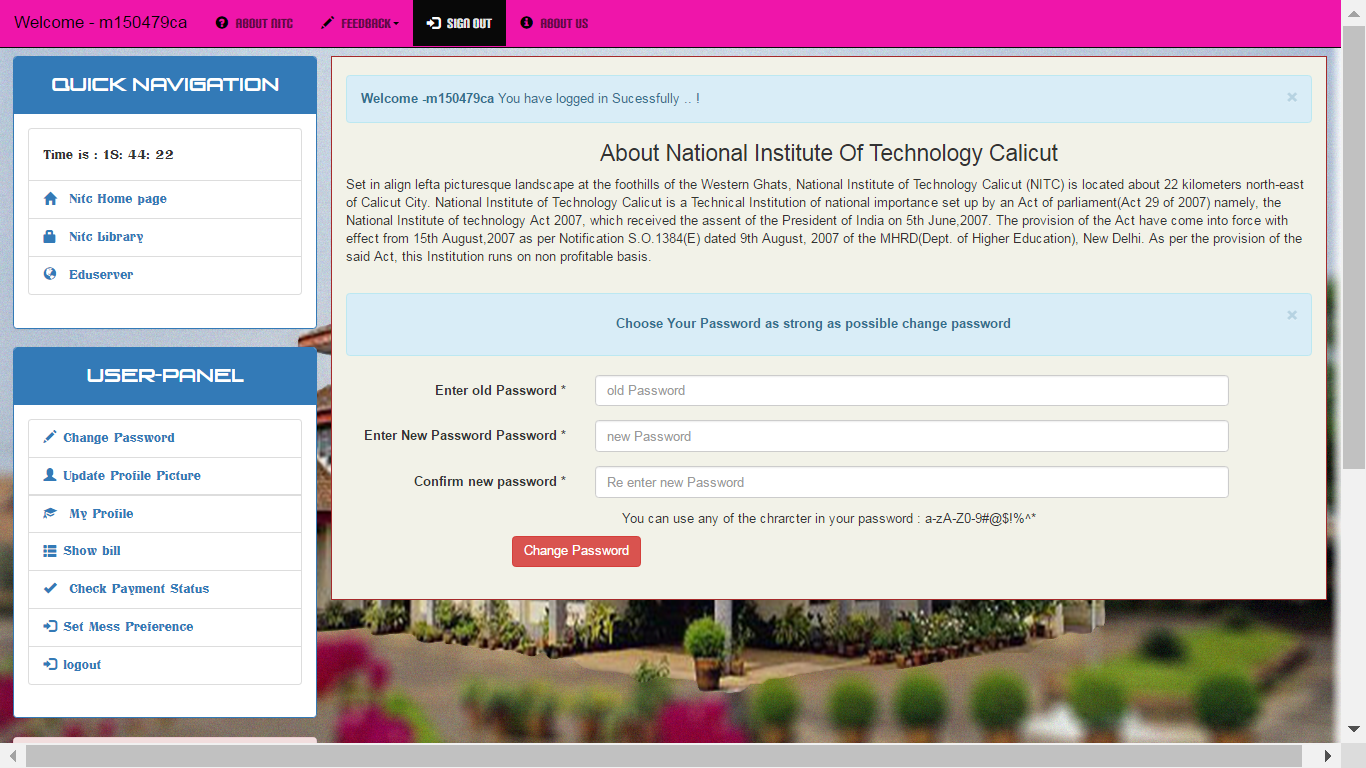 Welcome - m150479ca
ABOUT NITC
FEEDBACK
SIGN OUT
ABOUT US
QUICK NAVIGATION
Time is : 18: 44: 22
Nitc Home page
Nitc Library
Eduserver
USER-PANEL
Change Password
Update Profile Picture
My Profile
Show bill
Check Payment Status
Set Mess Preference
logout
Welcome -m150479ca You have logged in Sucessfully .. !
×
About National Institute Of Technology Calicut
Set in align lefta picturesque landscape at the foothills of the Western Ghats, National Institute of Technology Calicut (NITC) is located about 22 kilometers north-east
of Calicut City. National Institute of Technology Calicut is a Technical Institution of national importance set up by an Act of parliament(Act 29 of 2007) namely, the
National Institute of technology Act 2007, which received the assent of the President of India on 5th June,2007. The provision of the Act have come into force with
effect from 15th August,2007 as per Notification S.O.1384(E) dated 9th August, 2007 of the MHRD(Dept. of Higher Education), New Delhi. As per the provision of the
said Act, this Institution runs on non profitable basis.
Choose Your Password as strong as possible change password
×
Enter old Password *
old Password
Enter New Password Password *
new Password
Confirm new password *
Re enter new Password
You can use any of the chrarcter in your password : a-zA-Z0-9#@$!%^*
Change Password